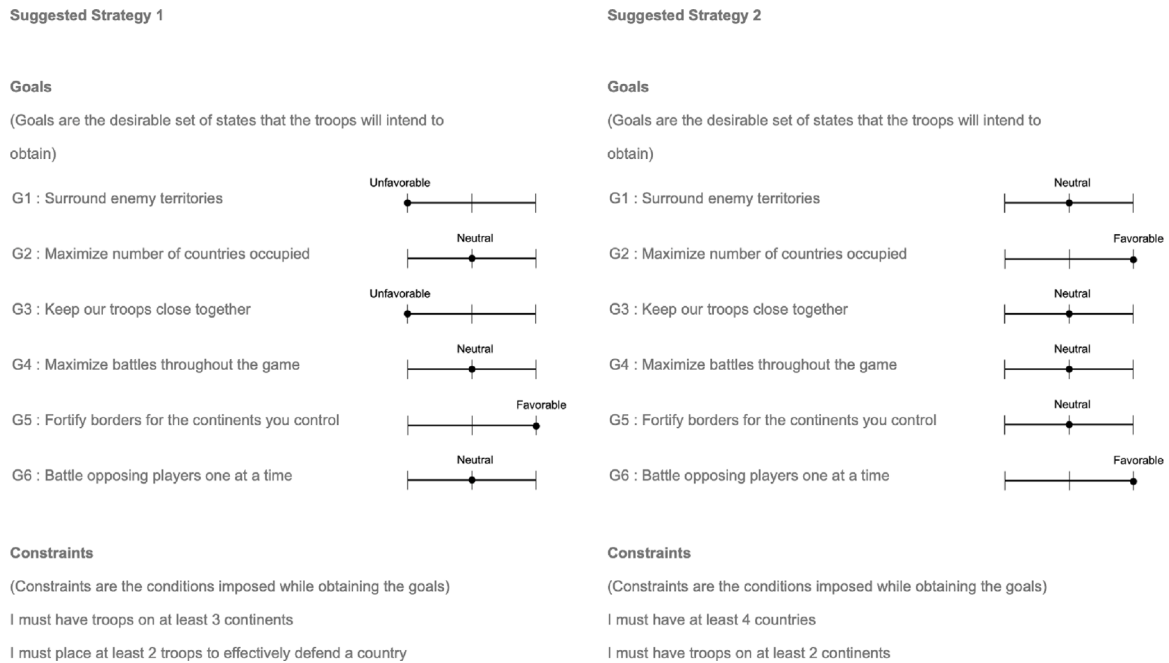 Suggested Strategy 1
Goals
(Goals are the desirable set of states that the troops will intend to
obtain)
Unfavorable
G1 : Surround enemy territories
Neutral
G2 : Maximize number of countries occupied
Unfavorable
G3 : Keep our troops close together
Neutral
G4 : Maximize battles throughout the game
Favorable
G5 : Fortify borders for the continents you control
Neutral
G6 : Battle opposing players one at a time
Constraints
(Constraints are the conditions imposed while obtaining the goals)
I must have troops on at least 3 continents
I must place at least 2 troops to effectively defend a country
Suggested Strategy 2
Goals
(Goals are the desirable set of states that the troops will intend to
obtain)
Neutral
G1 : Surround enemy territories
Favorable
G2 : Maximize number of countries occupied
Neutral
G3 : Keep our troops close together
Neutral
G4 : Maximize battles throughout the game
Neutral
G5 : Fortify borders for the continents you control
Favorable
G6 : Battle opposing players one at a time
Constraints
(Constraints are the conditions imposed while obtaining the goals)
I must have at least 4 countries
I must have troops on at least 2 continents